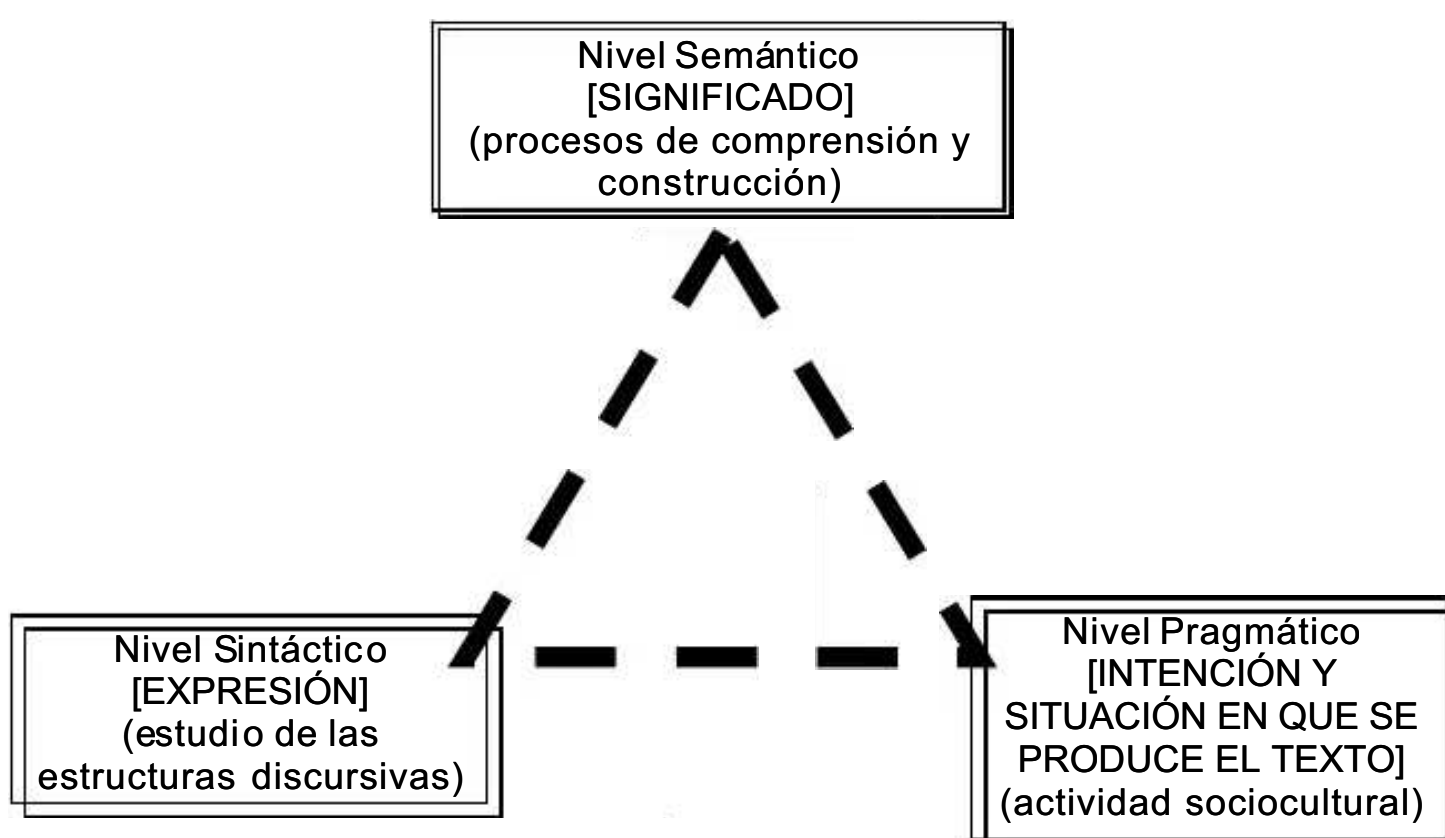 Nivel Semántico
[SIGNIFICADO]
(procesos de comprensión y
construcción)
Nivel Sintáctico
[EXPRESIÓN]
(estudio de las
estructuras discursivas)
Nivel Pragmático
[INTENCIÓN Y
SITUACIÓN EN QUE SE
PRODUCE EL TEXTO]
(actividad sociocultural)